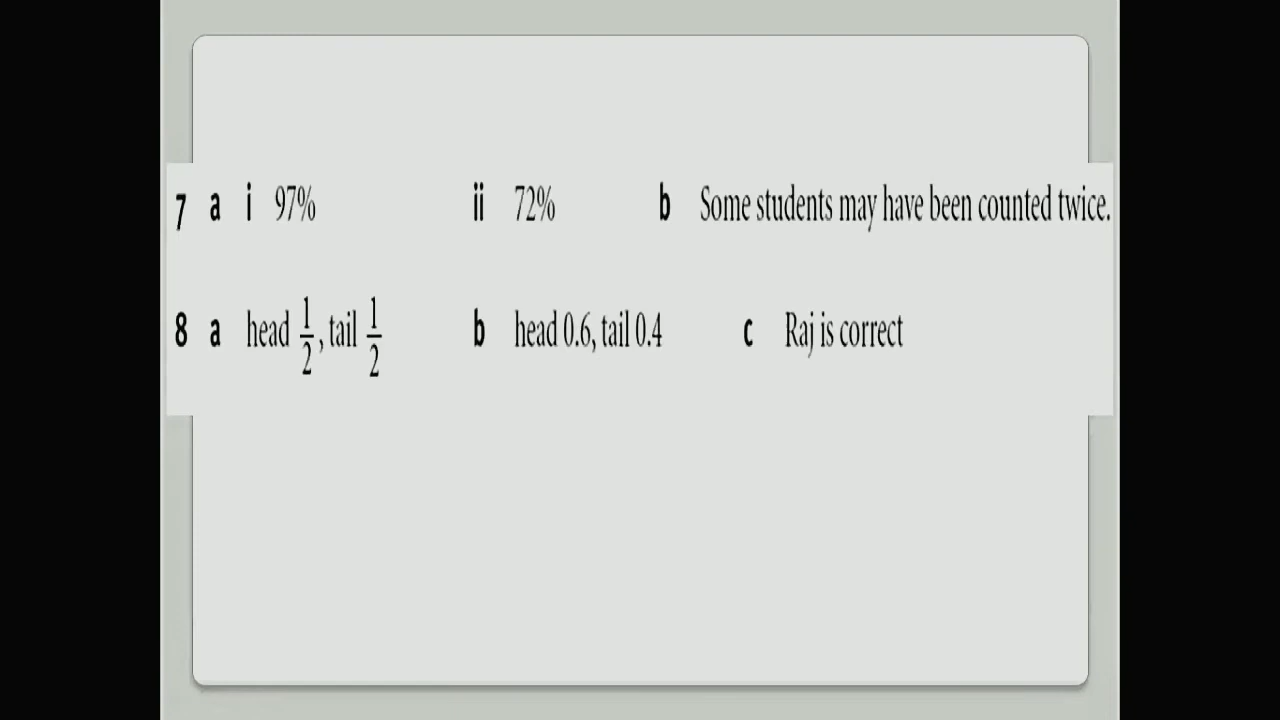 7 a i 97% ii 72% b Some students may have been counted twice.
8 a head 1/2, tail 1/2 b head 0.6, tail 0.4 c Raj is correct